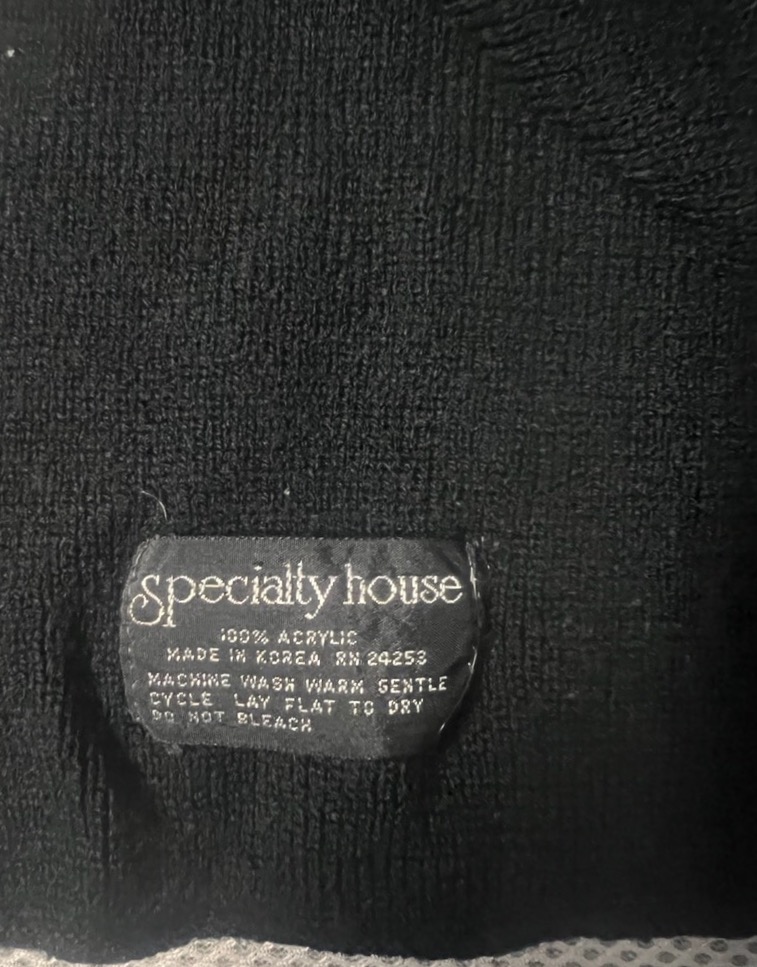 specialty house
100% ACRYLIC
MADE IN KOREA RN 24253
MACHINE WASH WARM GENTLE
CYCLE LAY FLAT TO DRY
DO NOT BLEACH